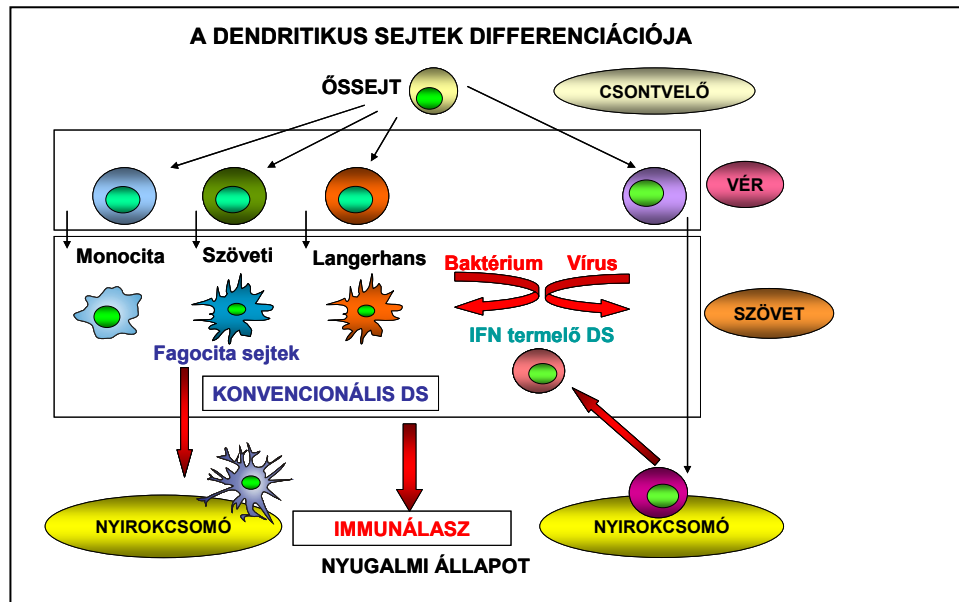 A DENDRITIKUS SEJTEK DIFFERENCIÁCIÓJA
ŐSSEJT
CSONTVELŐ
VÉR
Monocita
Szöveti
Langerhans
Baktérium
Vírus
SZÖVET
IFN termelő DS
Fagocita sejtek
KONVENCIONÁLIS DS
NYIROKCSOMÓ
IMMUNÁLASZ
NYIROKCSOMÓ
NYUGALMI ÁLLAPOT